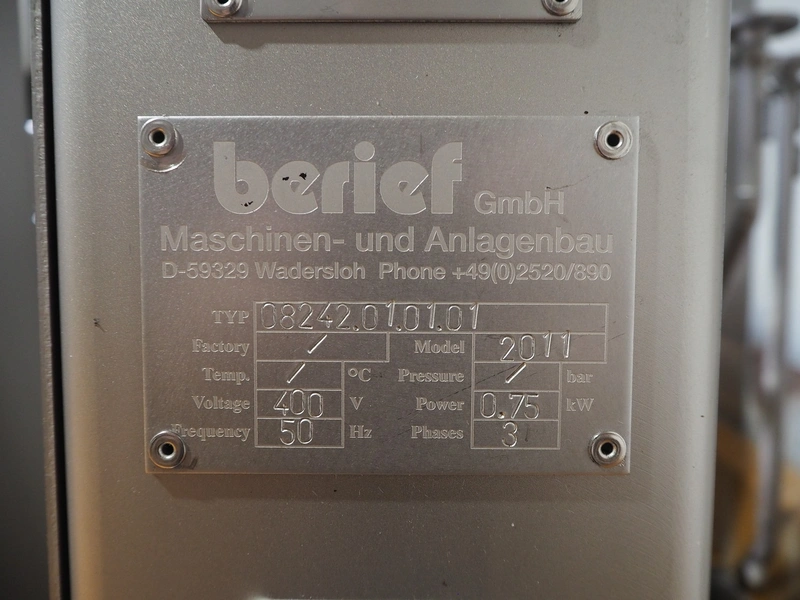 berief GmbH
Maschinen- und Anlagenbau
D-59329 Wadersloh Phone +49(0)2520/890
TYP 08242.01.01.01
Factory / Model 2011
Temp. / °C Pressure / bar
Voltage 400 V Power 0.75 kW
Frequency 50 Hz Phases 3